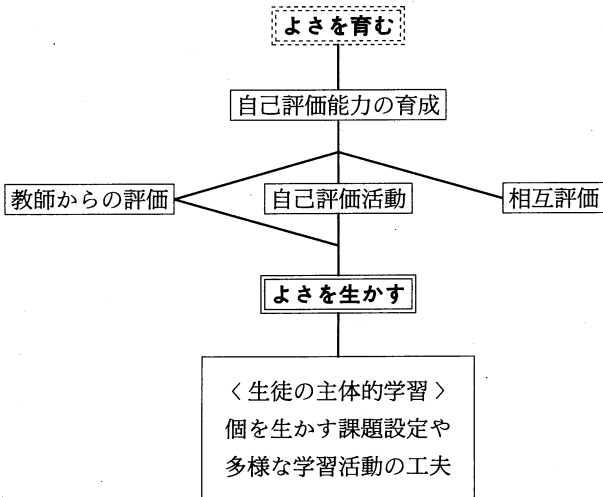 よさを育む
自己評価能力の育成
教師からの評価
自己評価活動
相互評価
よさを生かす
〈生徒の主体的学習〉
個を生かす課題設定や
多様な学習活動の工夫